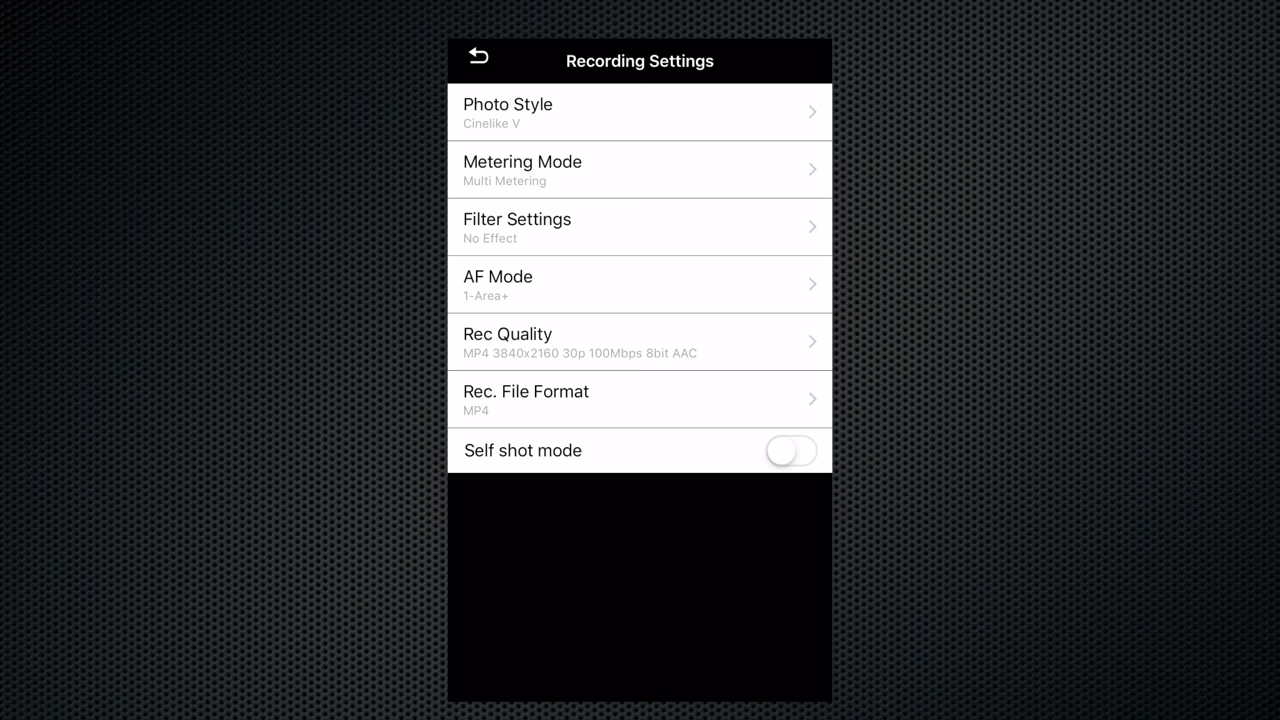 Recording Settings
Photo Style
Cinelike V
Metering Mode
Multi Metering
Filter Settings
No Effect
AF Mode
1-Area+
Rec Quality
MP4 3840x2160 30p 100Mbps 8bit AAC
Rec. File Format
MP4
Self shot mode